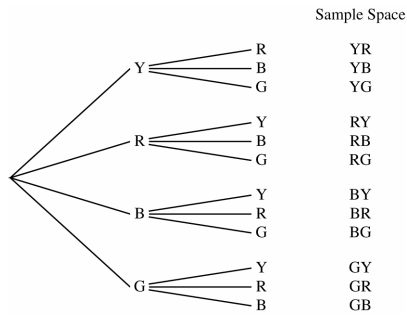 Sample Space
R YR
Y B YB
G YG
Y RY
R B RB
G RG
Y BY
B R BR
G BG
Y GY
G R GR
B GB